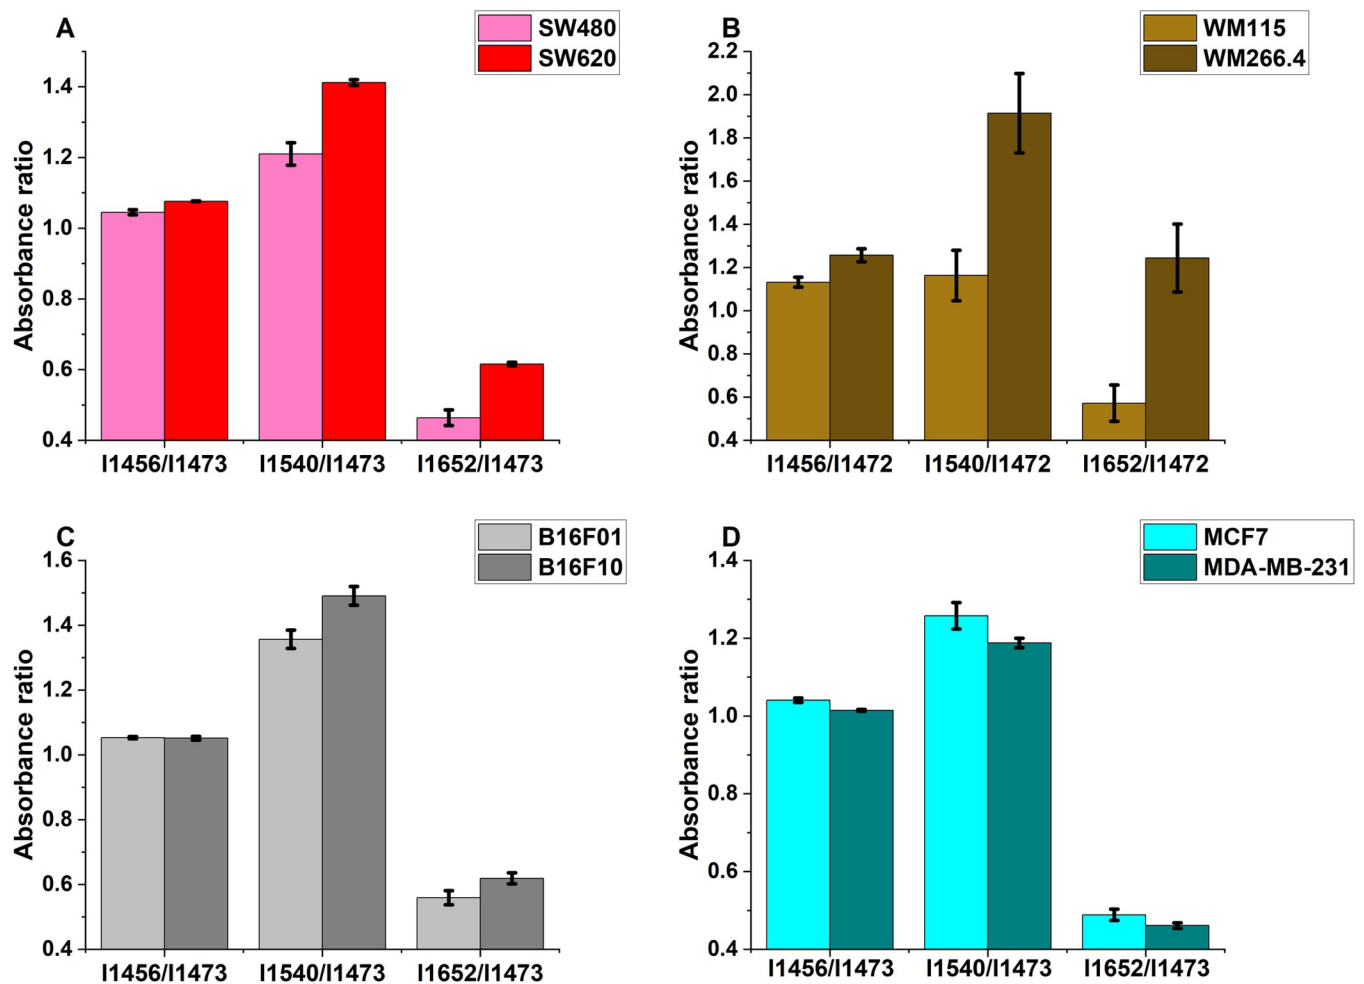 A
SW480
SW620
Absorbance ratio
1.4
1.2
1.0
0.8
0.6
0.4
I1456/I1473 I1540/I1473 I1652/I1473
B
WM115
WM266.4
Absorbance ratio
2.2
2.0
1.8
1.6
1.4
1.2
1.0
0.8
0.6
0.4
I1456/I1472 I1540/I1472 I1652/I1472
C
B16F01
B16F10
Absorbance ratio
1.6
1.4
1.2
1.0
0.8
0.6
0.4
I1456/I1473 I1540/I1473 I1652/I1473
D
MCF7
MDA-MB-231
Absorbance ratio
1.4
1.2
1.0
0.8
0.6
0.4
I1456/I1473 I1540/I1473 I1652/I1473